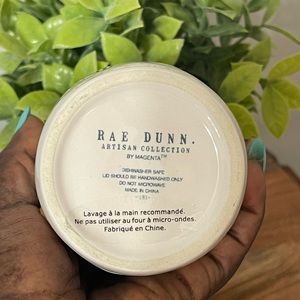 RAE DUNN.
ARTISAN COLLECTION
BY MAGENTA™
DISHWASHER SAFE
LID SHOULD BE HANDWASHED ONLY
DO NOT MICROWAVE
MADE IN CHINA
Lavage à la main recommandé.
Ne pas utiliser au four à micro-ondes.
Fabriqué en Chine.